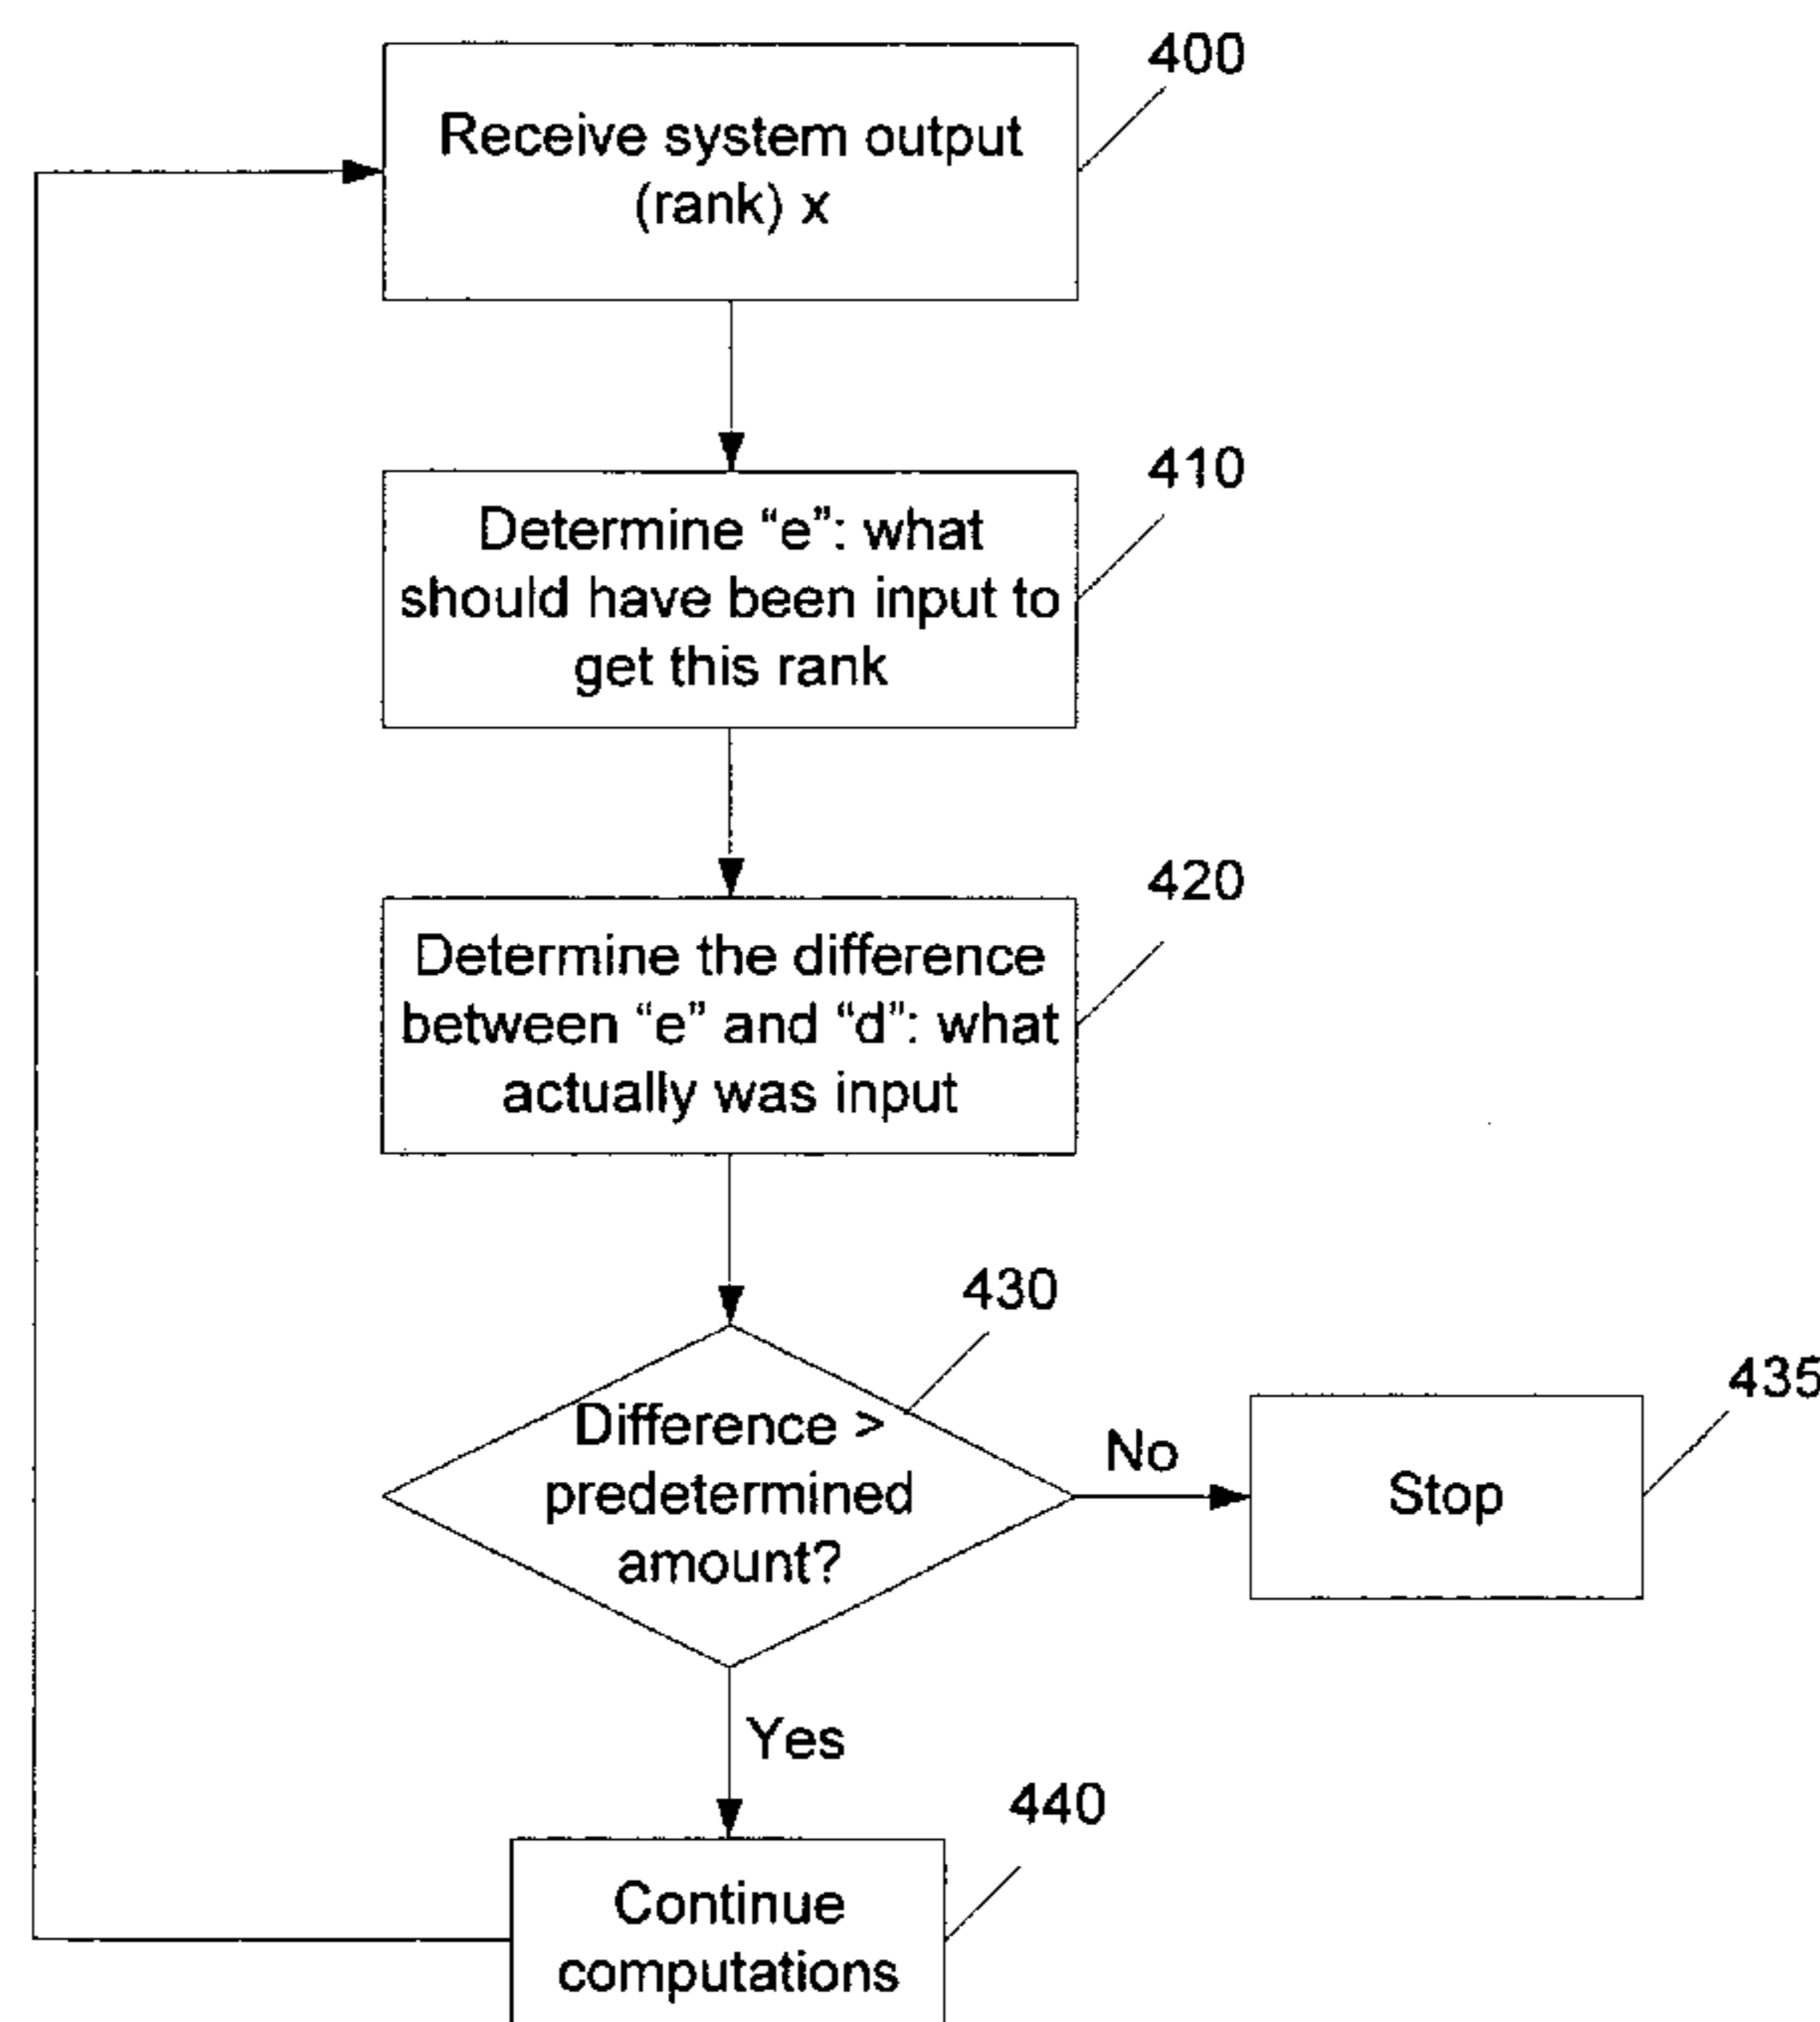 400
Receive system output
(rank) x
410
Determine “e”: what
should have been input to
get this rank
420
Determine the difference
between “e” and “d”: what
actually was input
430
Difference >
predetermined
amount?
No
435
Stop
Yes
440
Continue
computations